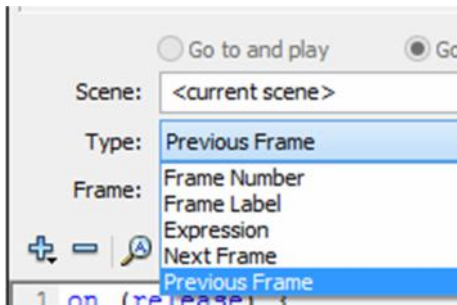 Go to and play Go
Scene: <current scene>
Type: Previous Frame
Frame: Frame Number
Frame Label
Expression
Next Frame
Previous Frame
1 on (release) {